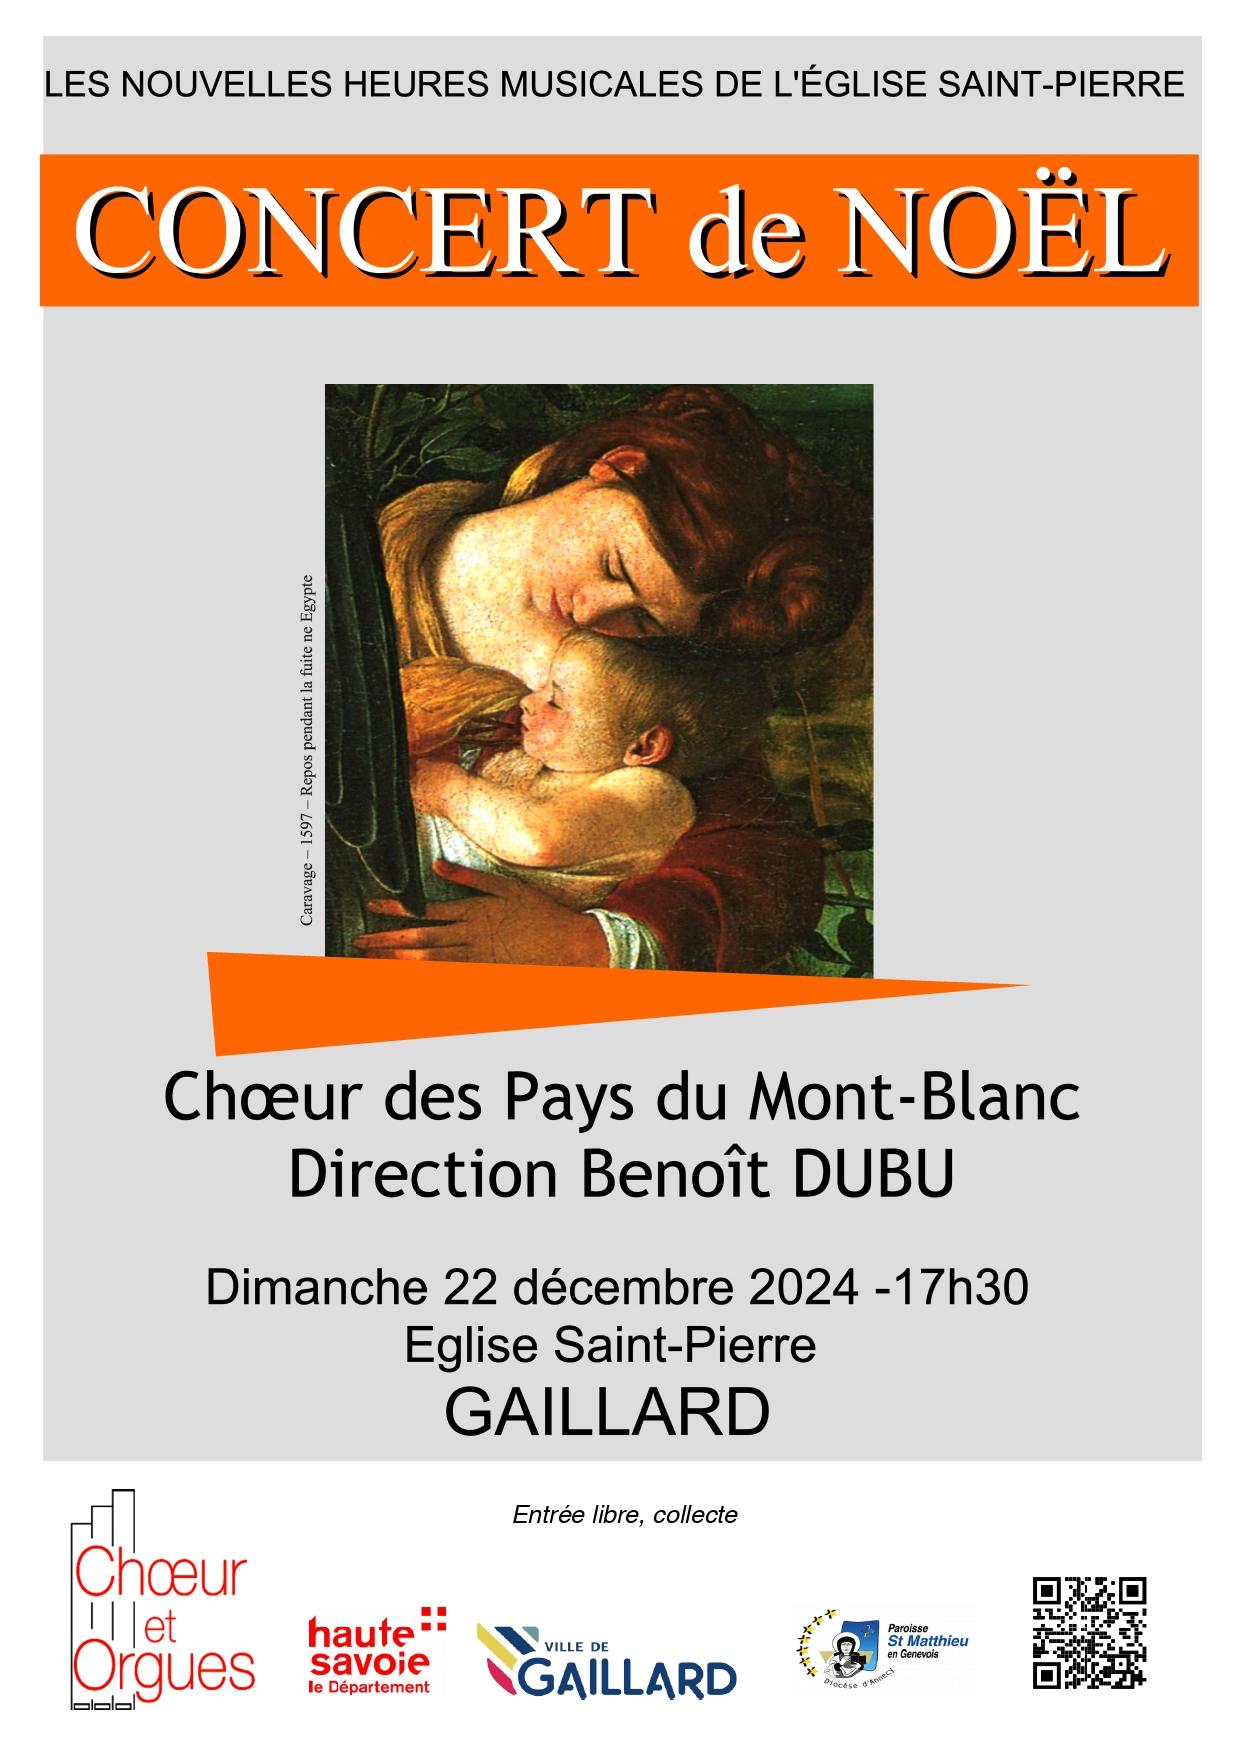 LES NOUVELLES HEURES MUSICALES DE L'ÉGLISE SAINT-PIERRE
CONCERT de NOËL
Caravage – 1597 – Repos pendant la fuite ne Egypte
Chœur des Pays du Mont-Blanc
Direction Benoît DUBU
Dimanche 22 décembre 2024 -17h30
Eglise Saint-Pierre
GAILLARD
Entrée libre, collecte
Chœur
et
Orgues
haute
savoie
le Département
VILLE DE
GAILLARD
Paroisse
St Matthieu
en Genevois
Diocèse d'Annecy